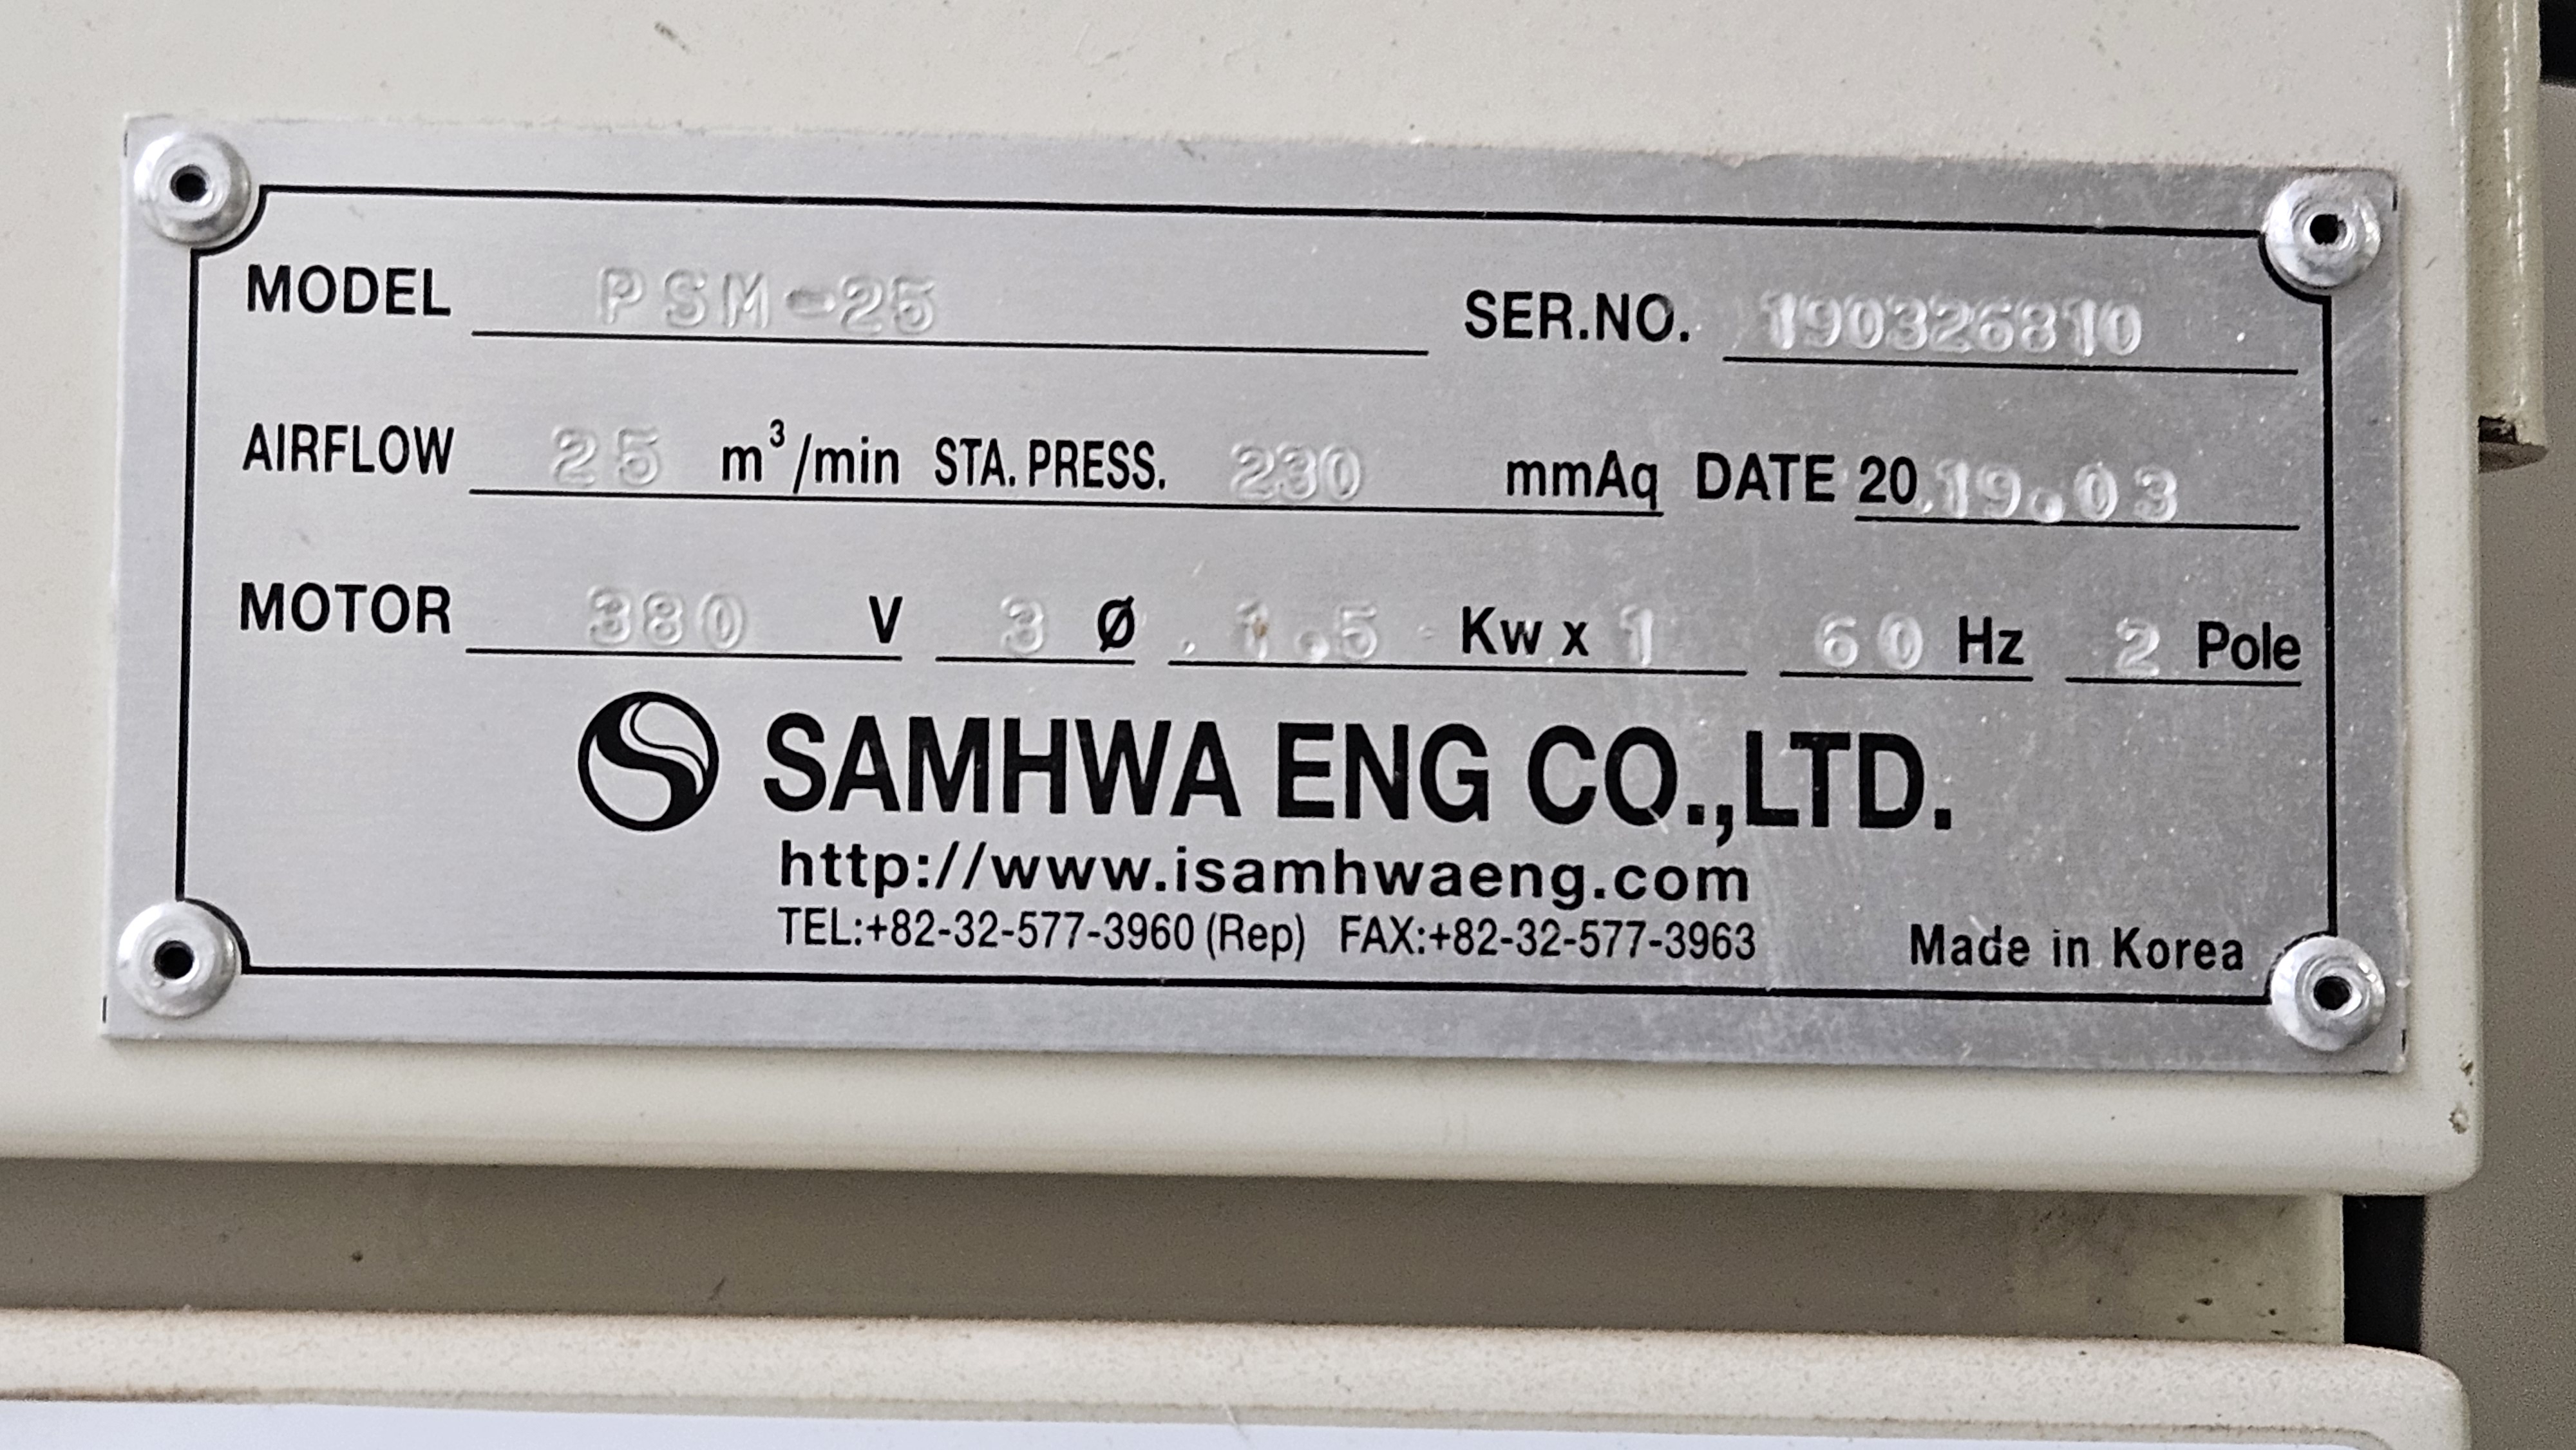 MODEL PSM-25 SER.NO. 190326810
AIRFLOW 25 m³/min STA. PRESS. 230 mmAq DATE 20.19.03
MOTOR 380 V 3 Ø 1.5 Kw x 1 60 Hz 2 Pole
SAMHWA ENG CO.,LTD.
http://www.isamhwaeng.com
TEL:+82-32-577-3960 (Rep) FAX:+82-32-577-3963 Made in Korea